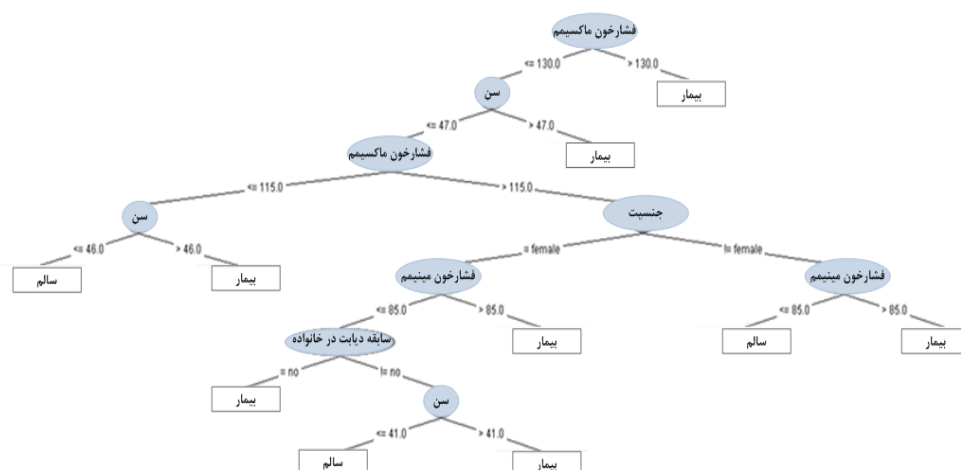 فشارخون ماکسیمم
<= 130.0
> 130.0
سن
بیمار
<= 47.0
> 47.0
فشارخون ماکسیمم
بیمار
<= 115.0
> 115.0
سن
جنسیت
<= 46.0
> 46.0
= female
!= female
سالم
بیمار
فشارخون مینیمم
فشارخون مینیمم
<= 85.0
> 85.0
<= 85.0
> 85.0
سابقه دیابت در خانواده
بیمار
سالم
بیمار
= no
!= no
بیمار
سن
<= 41.0
> 41.0
سالم
بیمار